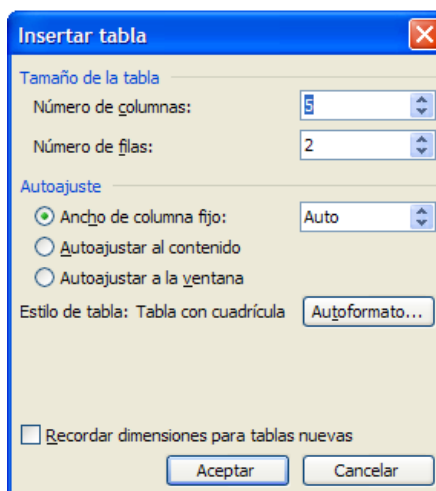 Insertar tabla
Tamaño de la tabla
Número de columnas: 5
Número de filas: 2
Autoajuste
Ancho de columna fijo: Auto
Autoajustar al contenido
Autoajustar a la ventana
Estilo de tabla: Tabla con cuadrícula Autoformato...
Recordar dimensiones para tablas nuevas
Aceptar Cancelar